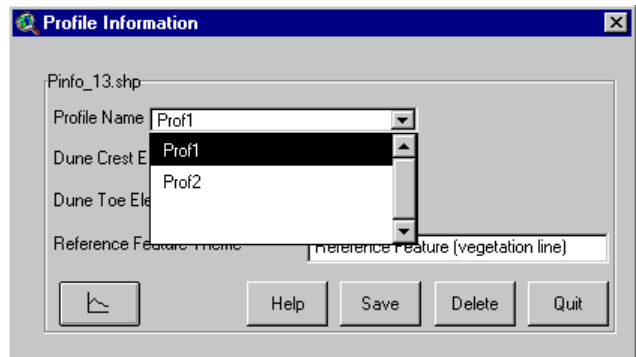 Profile Information
Pinfo_13.shp
Profile Name Prof1
Prof1
Dune Crest E
Prof2
Dune Toe Ele
Reference Feature Theme Reference Feature (vegetation line)
Help Save Delete Quit